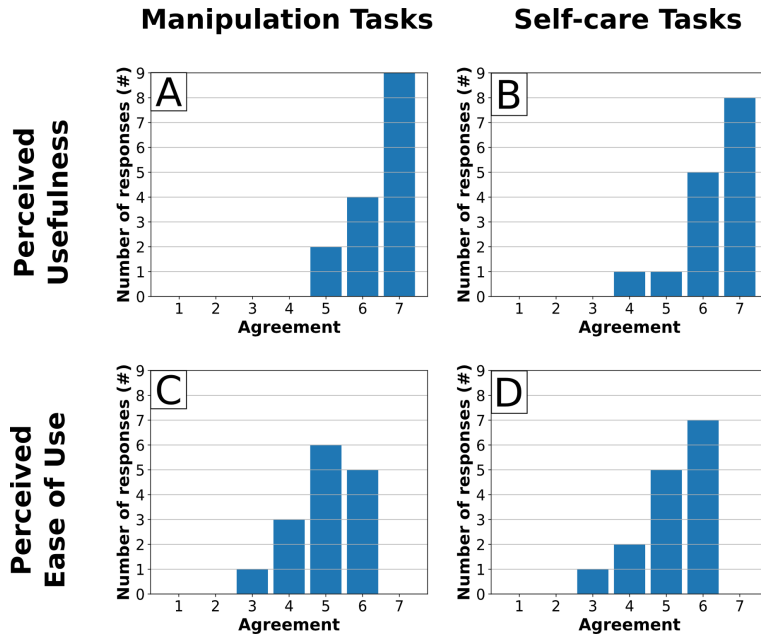 Manipulation Tasks
Self-care Tasks
Perceived
Usefulness
A
Number of responses (#)
9
8
7
6
5
4
3
2
1
0
1 2 3 4 5 6 7
Agreement
B
Number of responses (#)
9
8
7
6
5
4
3
2
1
0
1 2 3 4 5 6 7
Agreement
Perceived
Ease of Use
C
Number of responses (#)
9
8
7
6
5
4
3
2
1
0
1 2 3 4 5 6 7
Agreement
D
Number of responses (#)
9
8
7
6
5
4
3
2
1
0
1 2 3 4 5 6 7
Agreement